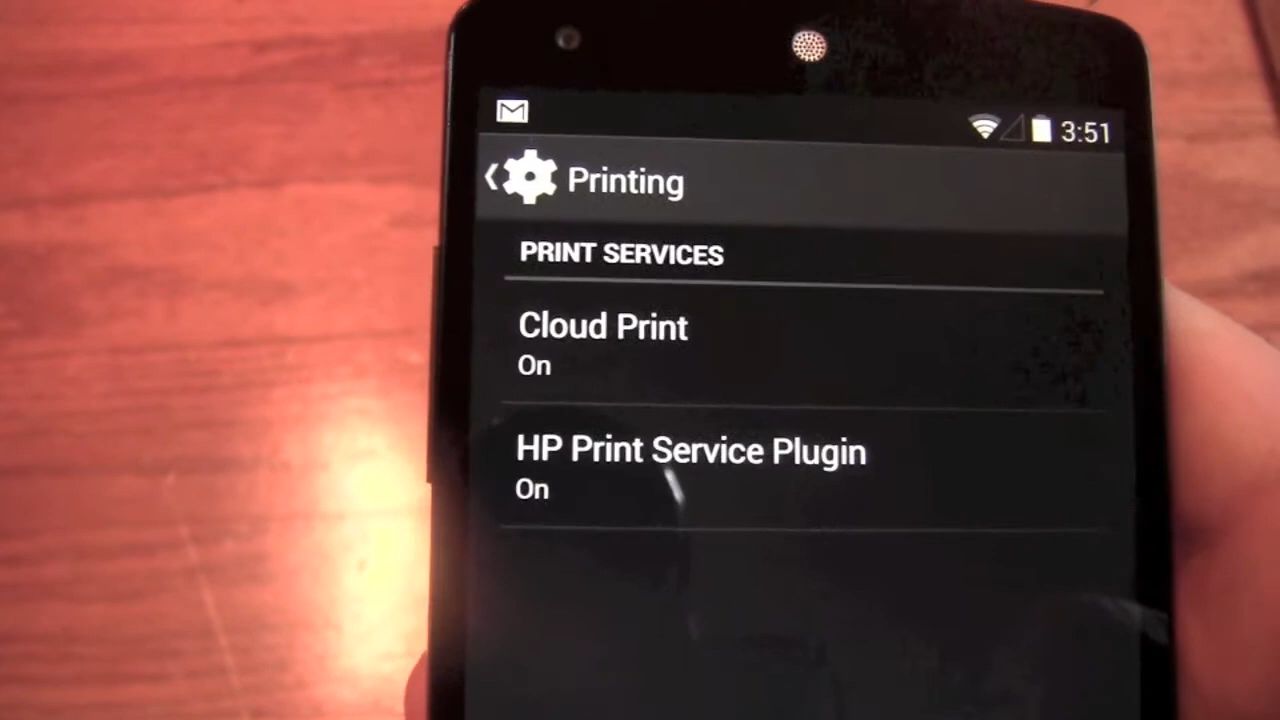 3:51
Printing
PRINT SERVICES
Cloud Print
On
HP Print Service Plugin
On